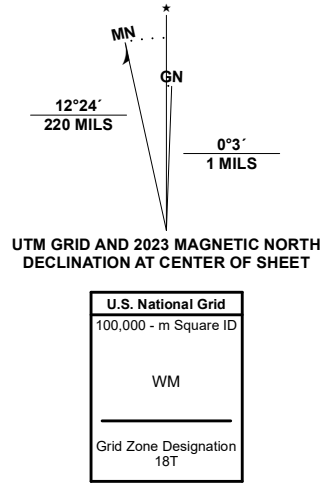 ★
MN
GN
12°24´
220 MILS
0°3´
1 MILS
UTM GRID AND 2023 MAGNETIC NORTH
DECLINATION AT CENTER OF SHEET
U.S. National Grid
100,000 - m Square ID
WM
Grid Zone Designation
18T